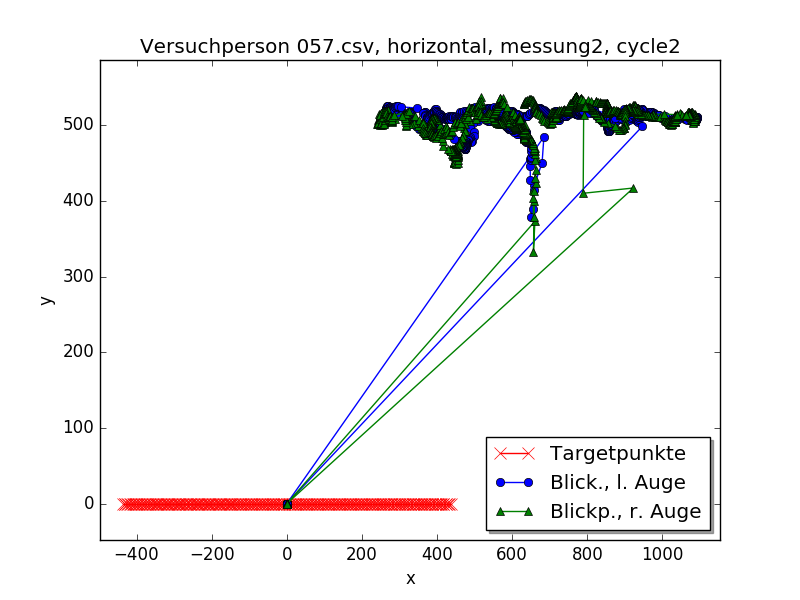 Versuchperson 057.csv, horizontal, messung2, cycle2
500
400
300
200
100
0
y
−400 −200 0 200 400 600 800 1000
x
Targetpunkte
Blick., l. Auge
Blickp., r. Auge